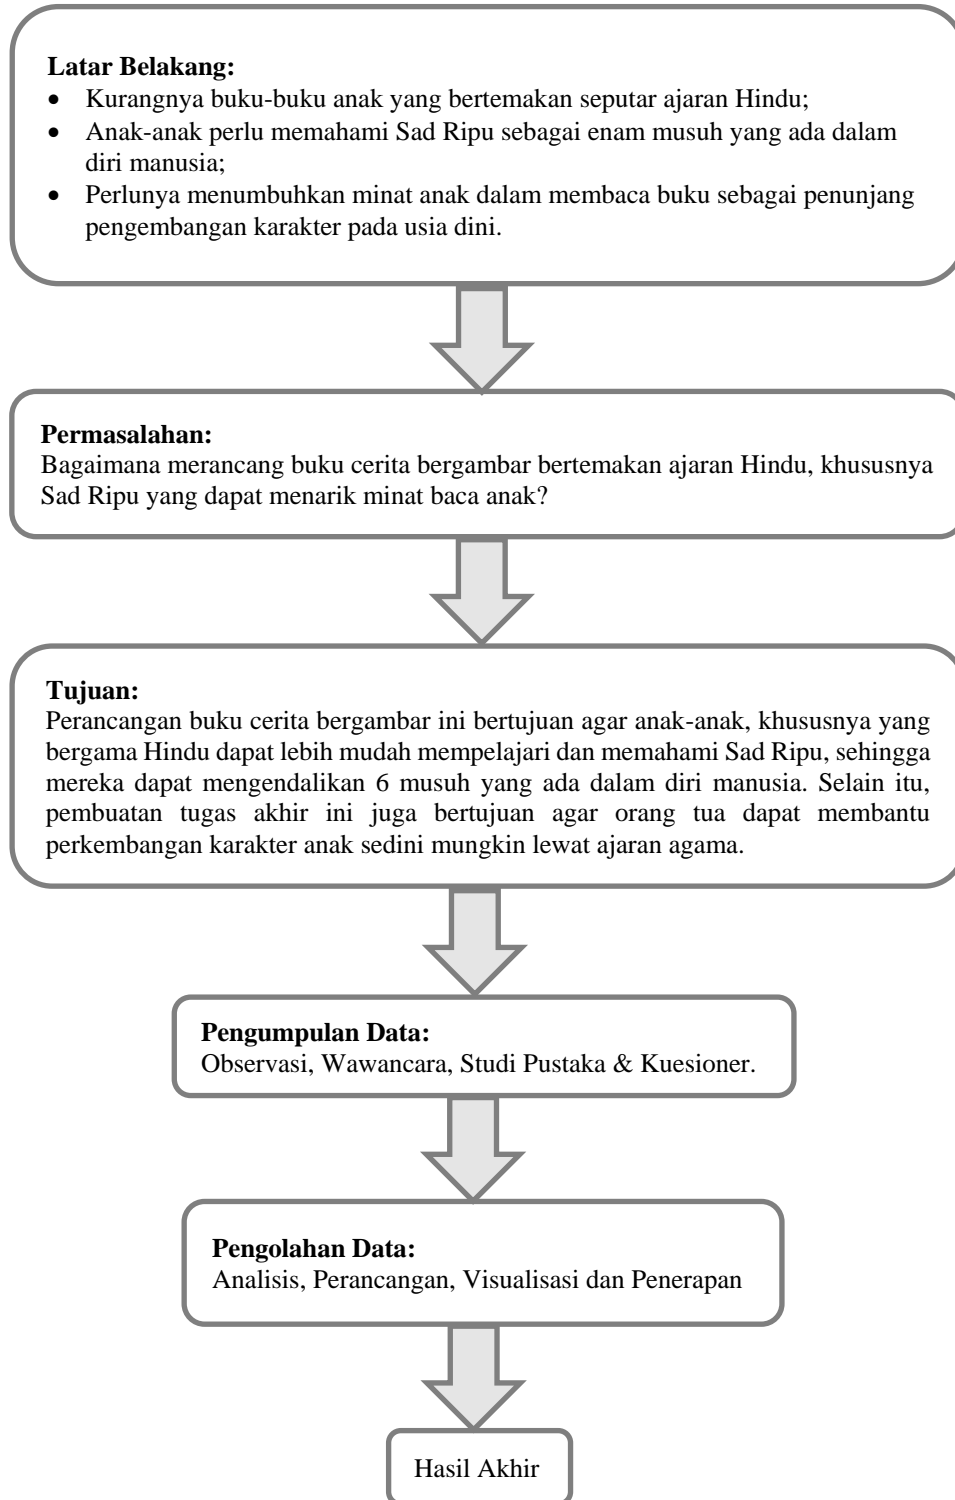 Latar Belakang:
• Kurangnya buku-buku anak yang bertemakan seputar ajaran Hindu;
• Anak-anak perlu memahami Sad Ripu sebagai enam musuh yang ada dalam
diri manusia;
• Perlunya menumbuhkan minat anak dalam membaca buku sebagai penunjang
pengembangan karakter pada usia dini.
Permasalahan:
Bagaimana merancang buku cerita bergambar bertemakan ajaran Hindu, khususnya
Sad Ripu yang dapat menarik minat baca anak?
Tujuan:
Perancangan buku cerita bergambar ini bertujuan agar anak-anak, khususnya yang
bergama Hindu dapat lebih mudah mempelajari dan memahami Sad Ripu, sehingga
mereka dapat mengendalikan 6 musuh yang ada dalam diri manusia. Selain itu,
pembuatan tugas akhir ini juga bertujuan agar orang tua dapat membantu
perkembangan karakter anak sedini mungkin lewat ajaran agama.
Pengumpulan Data:
Observasi, Wawancara, Studi Pustaka & Kuesioner.
Pengolahan Data:
Analisis, Perancangan, Visualisasi dan Penerapan
Hasil Akhir